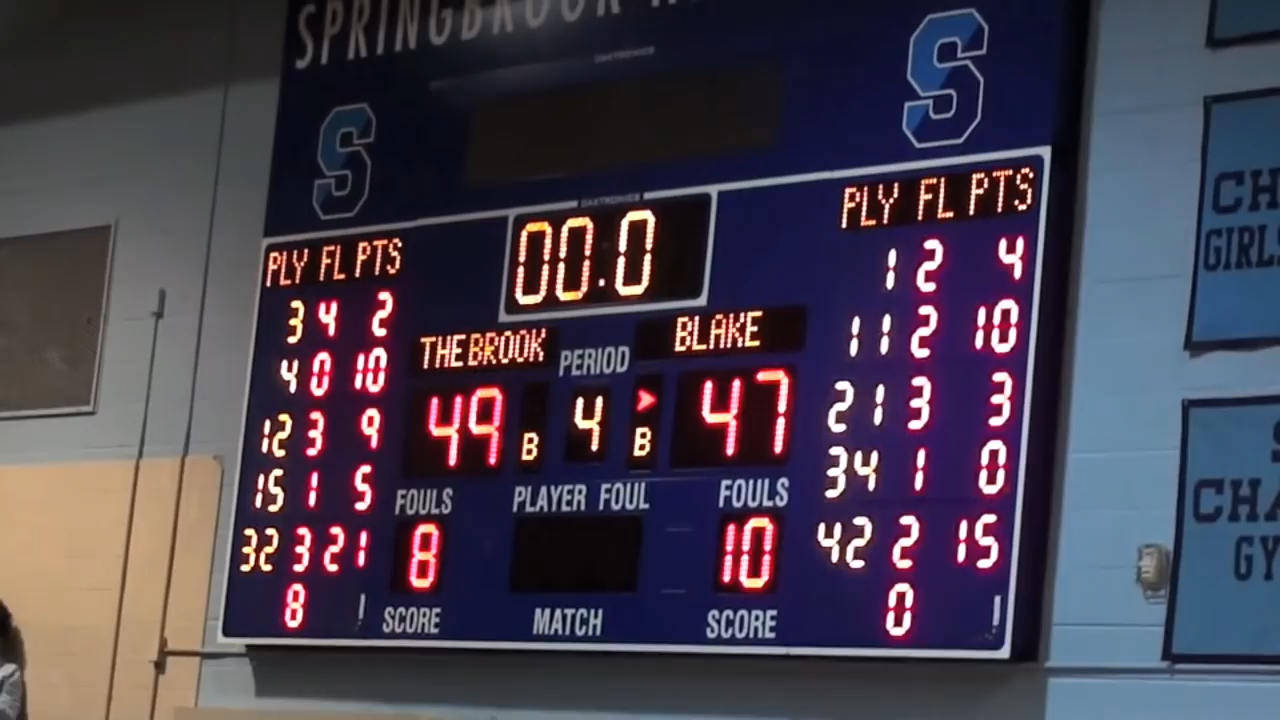 SPRINGBROOK
DAKTRONICS
S
S
DAKTRONICS
PLY FL PTS
00.0
PLY FL PTS
3 4 2
4 0 10
12 3 9
15 1 5
32 3 21
8
THE BROOK
PERIOD
BLAKE
49
B
4
B
47
FOULS
PLAYER FOUL
FOULS
8
10
SCORE
MATCH
SCORE
1 2 4
11 2 10
21 3 3
34 1 0
42 2 15
0
CH
GIRLS
CHA
GY